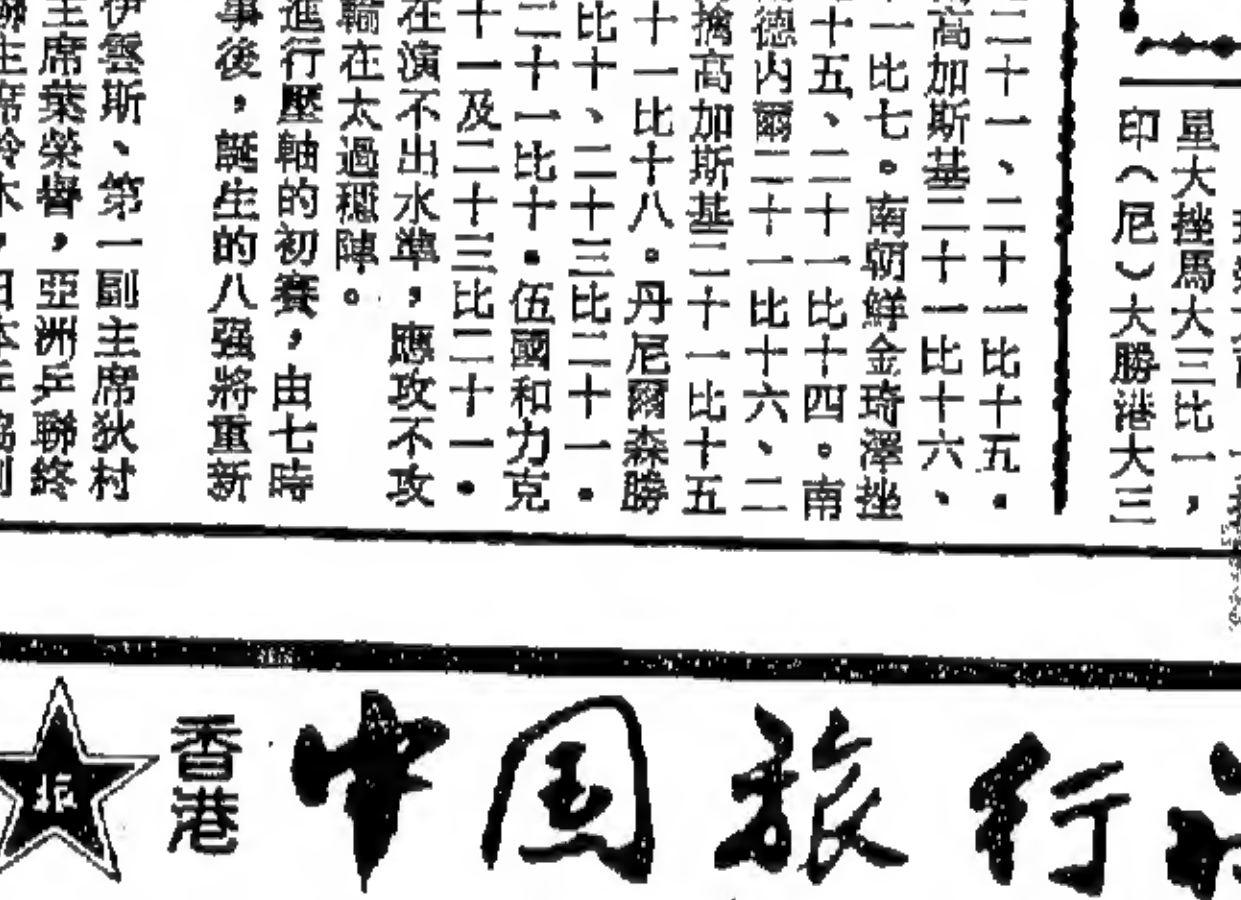 星大挫馬大三比一,
印(尼)大勝港大三
二十一、二十一比十五.
高加斯基二十一比十六、
一比七。南朝鮮金琦澤挫
十五、二十一比十四。南
德內爾二十一比十六、二
擒高加斯基二十一比十五
十一比十八。丹尼爾森勝
比十、二十三比二十一.
二十一比十.伍國和力克
十一及二十三比二十一.
在演不出水準,應攻不攻
輸在太過穩陣。
進行壓軸的初賽,由七時
事後,誕生的八强將重新
伊雲斯、第一副主席狄村
主席葉榮譽,亞洲乒聯終
香港
中国旅行